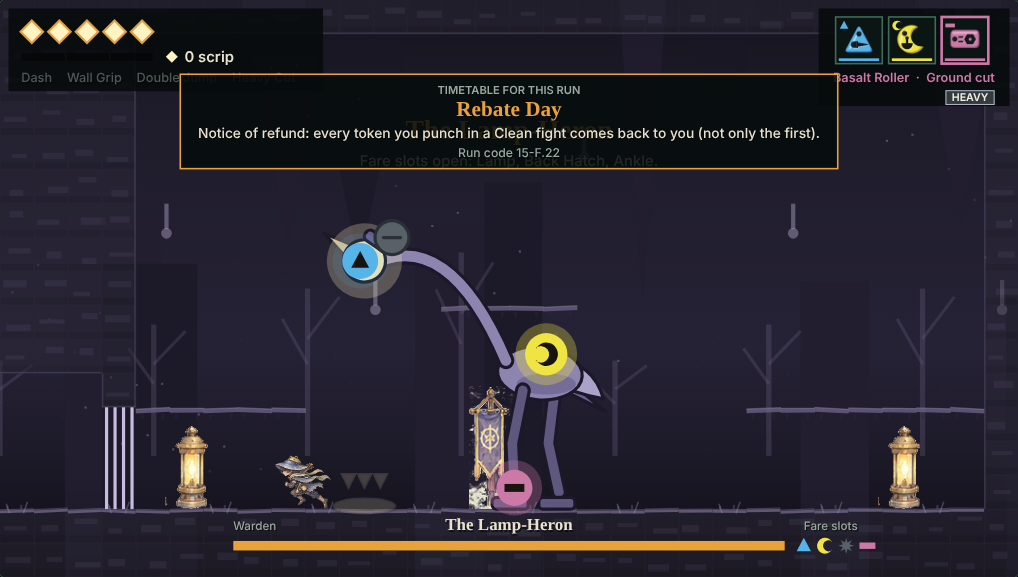 0 scrip
Dash Wall Grip Double
Basalt Roller · Ground cut
HEAVY
TIMETABLE FOR THIS RUN
Rebate Day
Notice of refund: every token you punch in a clean fight comes back to you (not only the first).
Run code 15-F.22
Fare slots open: Lamp, Back Hatch, Ankle.
Warden
The Lamp-Heron
Fare slots